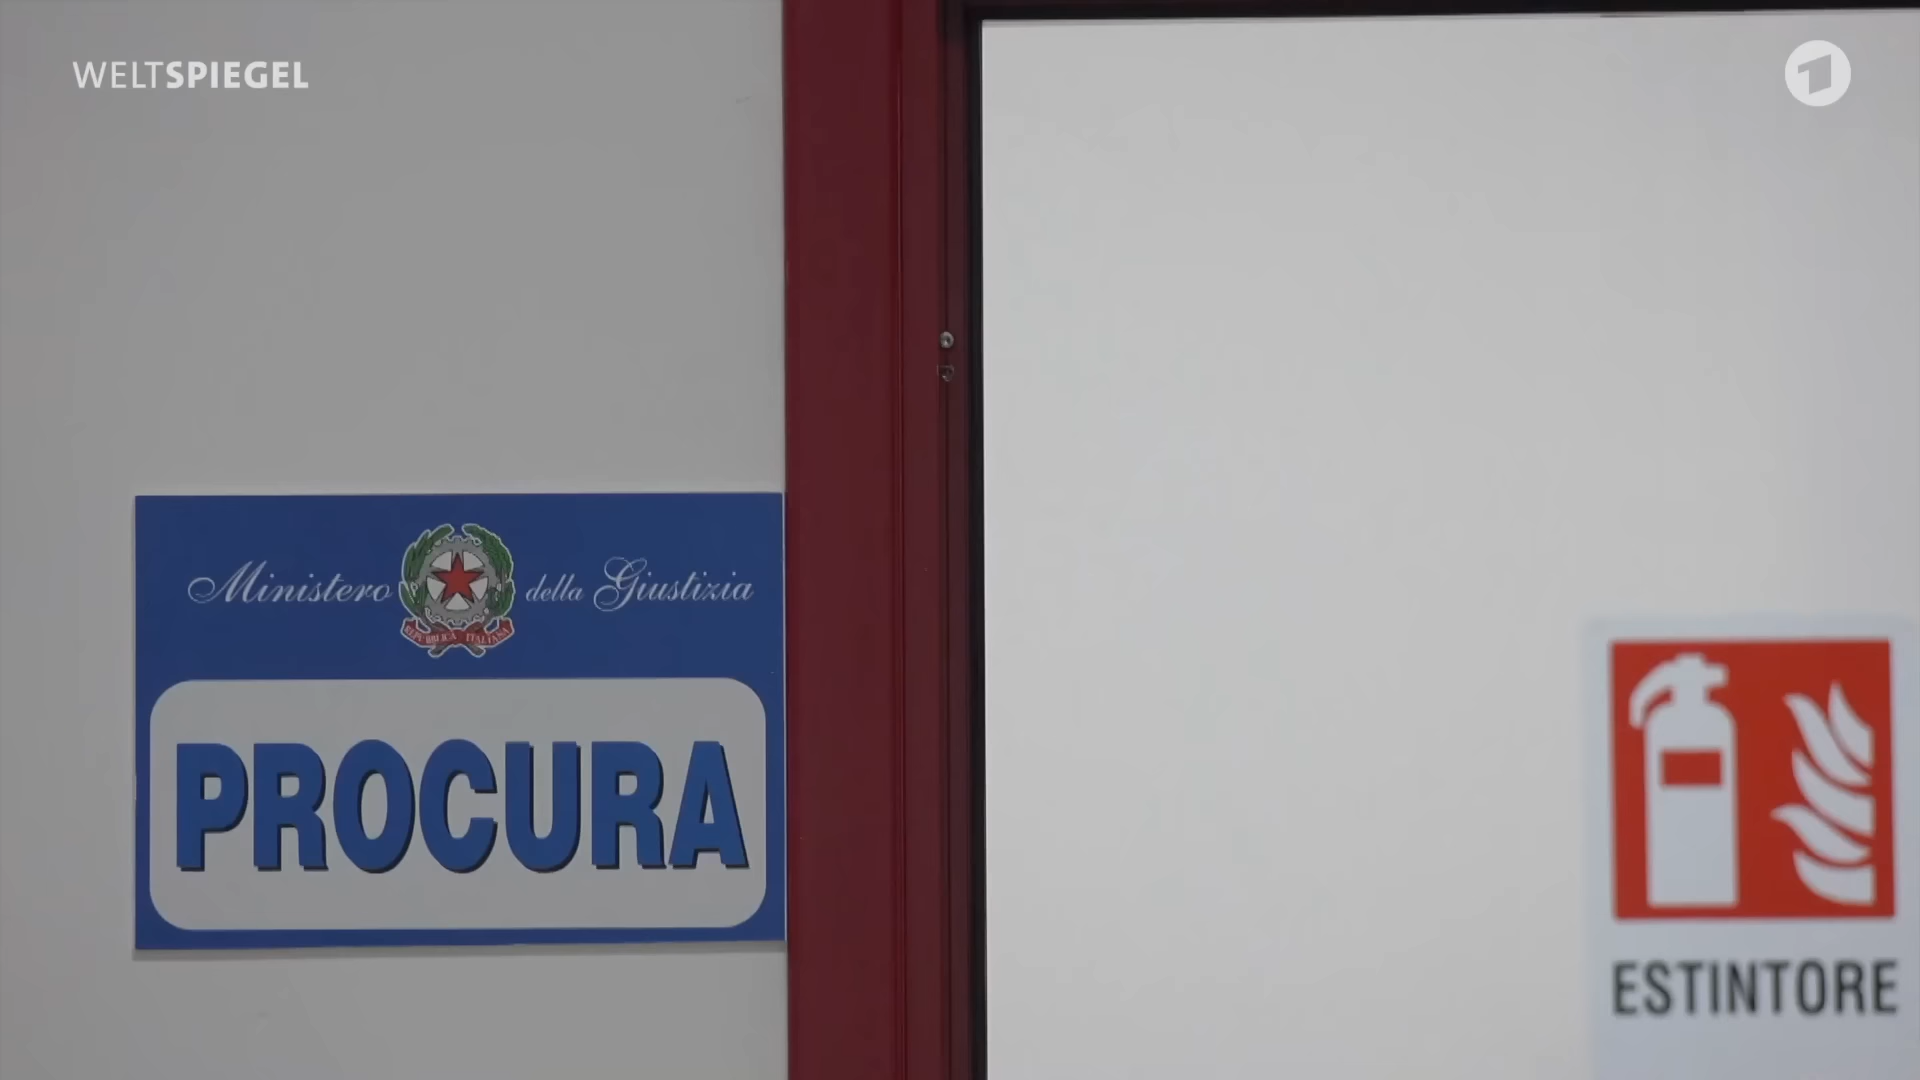 WELTSPIEGEL
Ministero della Giustizia
REPUBBLICA ITALIANA
PROCURA
ESTINTORE